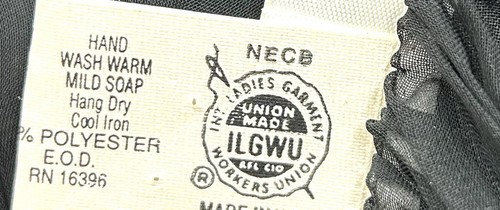 HAND
WASH WARM
MILD SOAP
Hang Dry
Cool Iron
% POLYESTER
E.O.D.
RN 16396
NECB
INT LADIES GARMENT
UNION
MADE
ILGWU
AFL CIO
WORKERS UNION
®
MADE IN